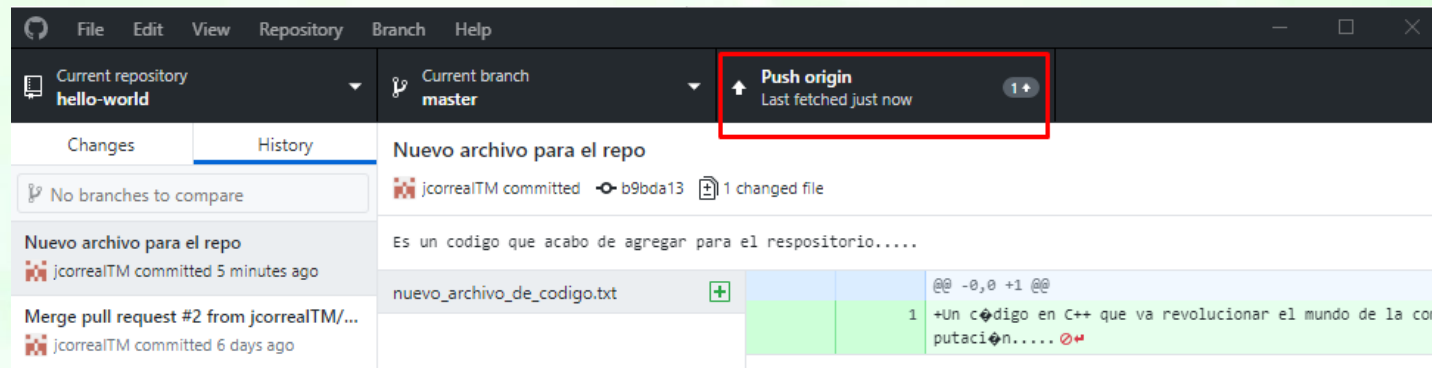 File Edit View Repository Branch Help
Current repository
hello-world
Current branch
master
Push origin
Last fetched just now
1
Changes History
No branches to compare
Nuevo archivo para el repo
jcorrealTM committed 5 minutes ago
Merge pull request #2 from jcorrealTM/...
jcorrealTM committed 6 days ago
Nuevo archivo para el repo
jcorrealTM committed b9bda13 1 changed file
Es un codigo que acabo de agregar para el respositorio.....
nuevo_archivo_de_codigo.txt
@@ -0,0 +1 @@
1 +Un c�digo en C++ que va revolucionar el mundo de la com
putaci�n.....